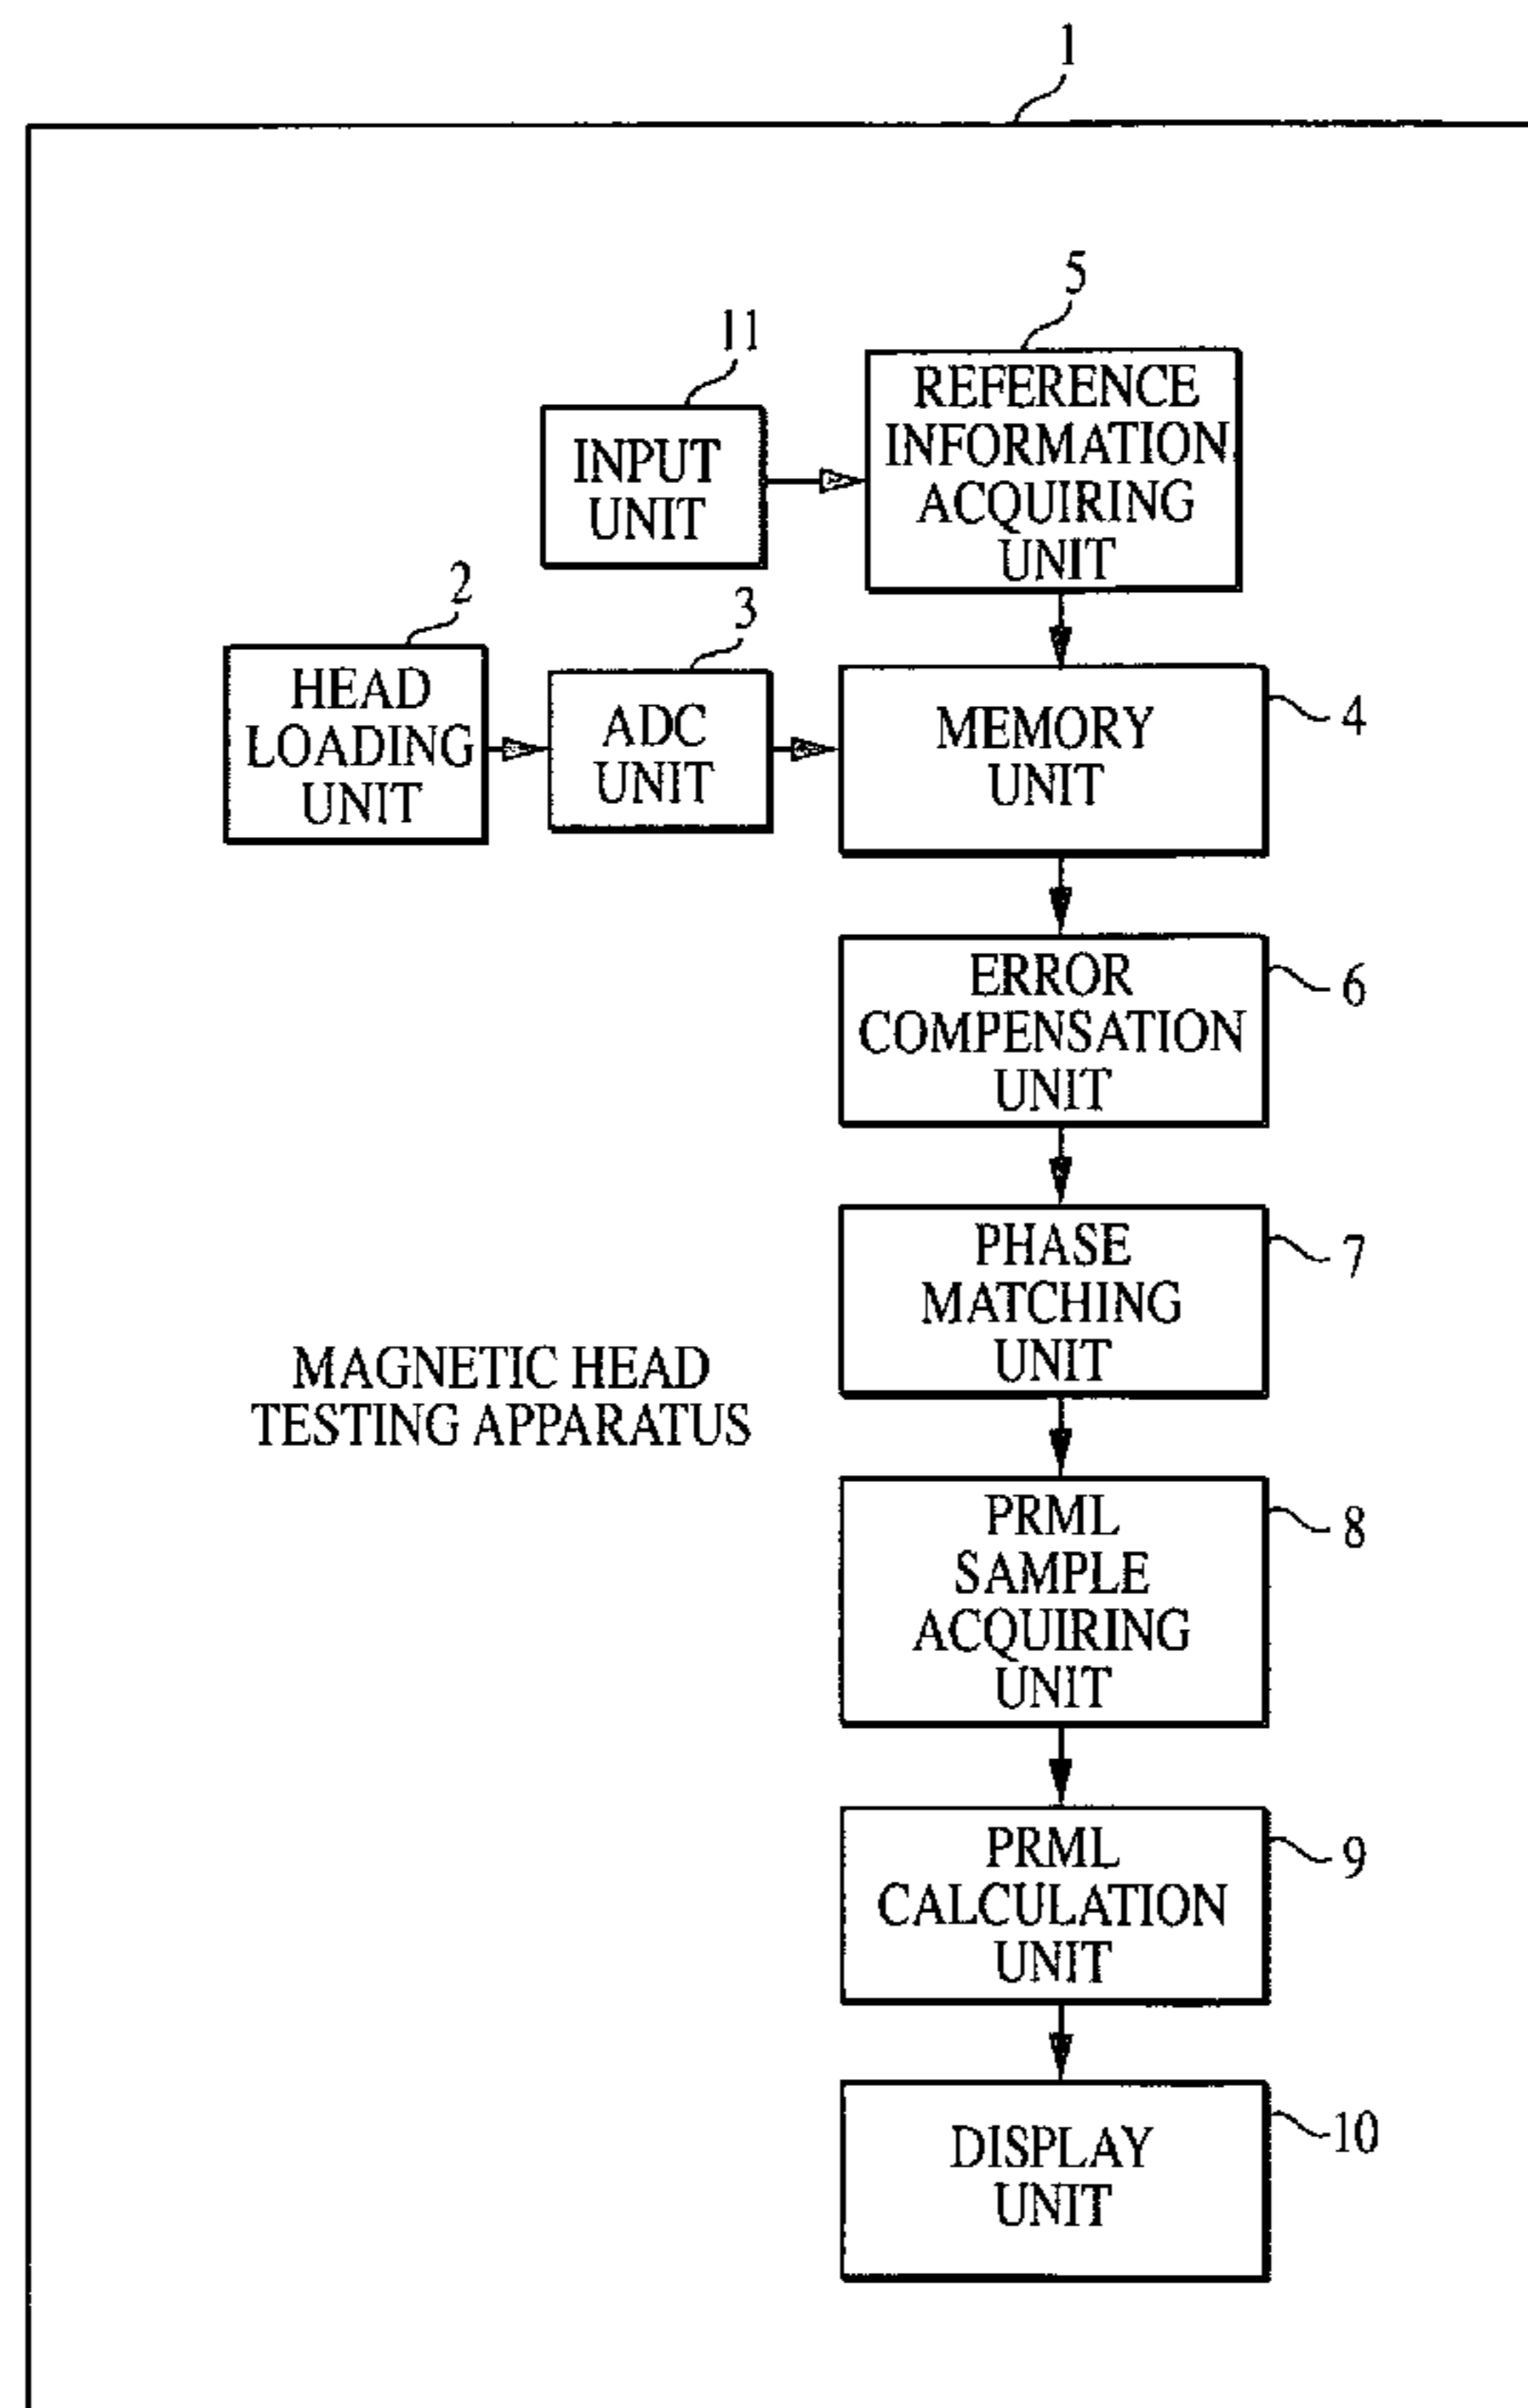 1
5
11
REFERENCE
INFORMATION
ACQUIRING
UNIT
INPUT
UNIT
2
3
HEAD
LOADING
UNIT
ADC
UNIT
MEMORY
UNIT
4
ERROR
COMPENSATION
UNIT
6
PHASE
MATCHING
UNIT
7
MAGNETIC HEAD
TESTING APPARATUS
PRML
SAMPLE
ACQUIRING
UNIT
8
PRML
CALCULATION
UNIT
9
DISPLAY
UNIT
10